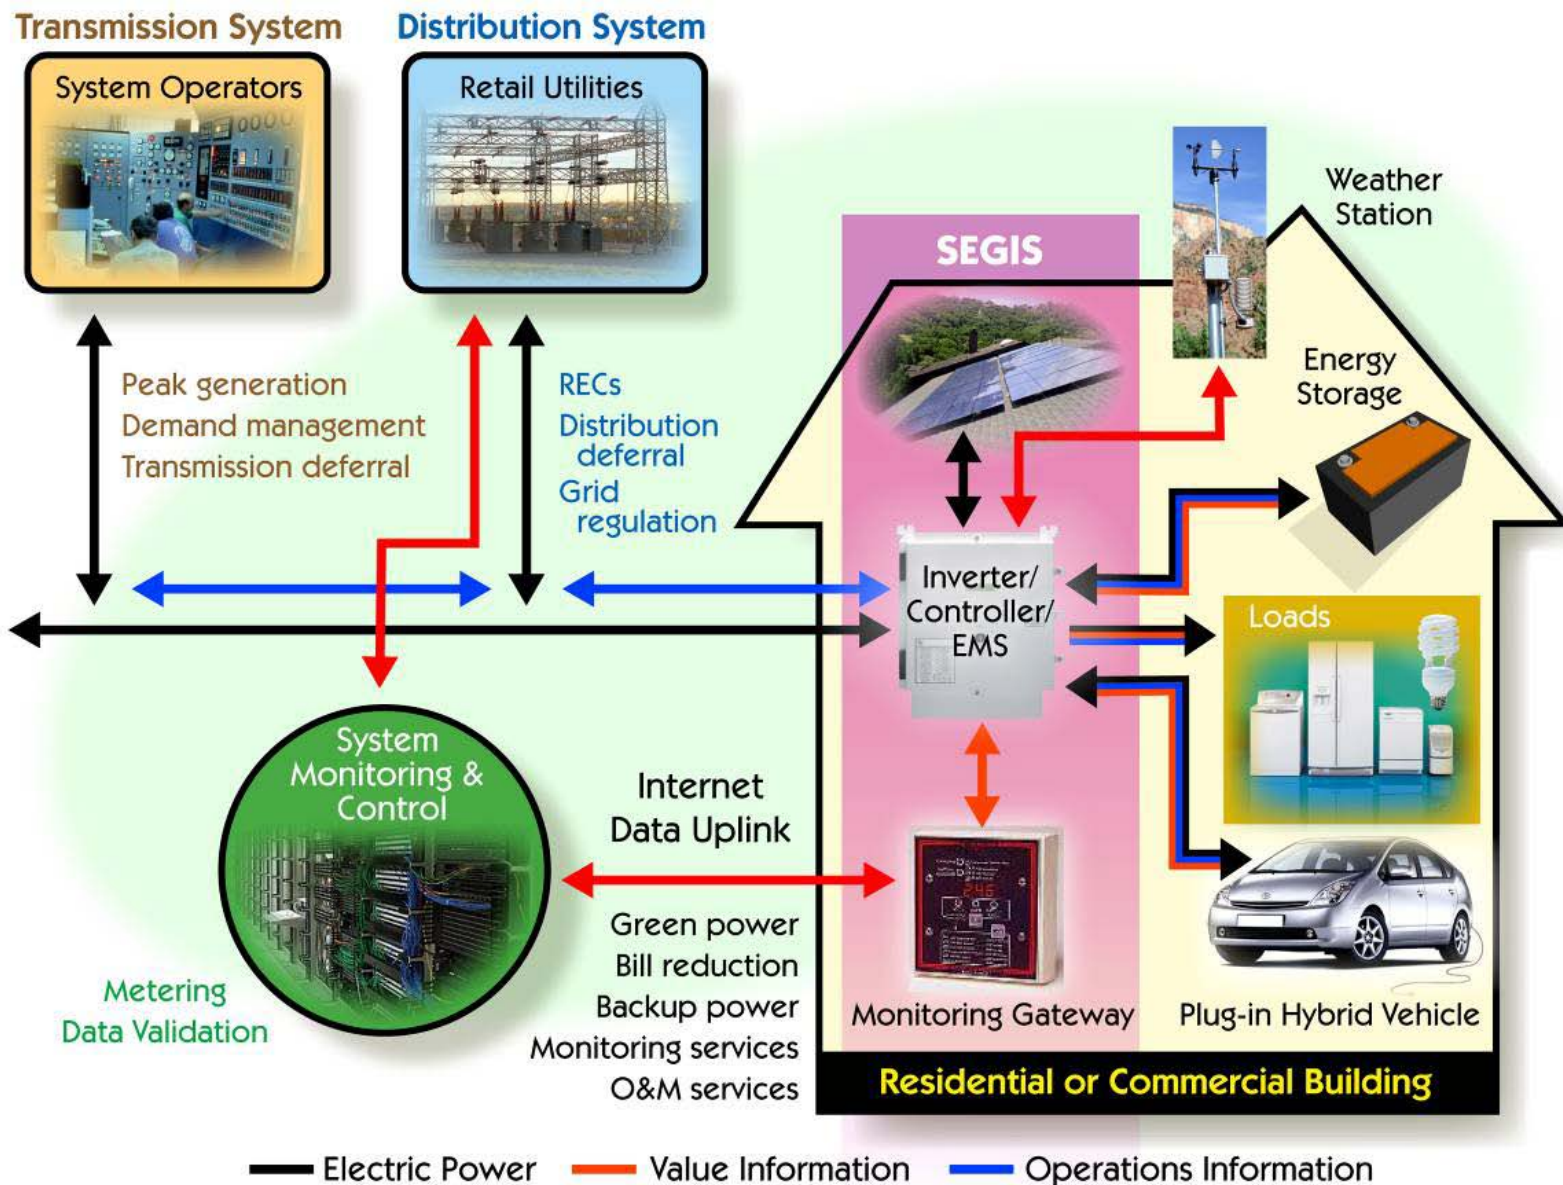 Transmission System
Distribution System
System Operators
Retail Utilities
Weather
Station
SEGIS
Energy
Storage
Peak generation
Demand management
Transmission deferral
RECs
Distribution
deferral
Grid
regulation
Inverter/
Controller/
EMS
Loads
System
Monitoring &
Control
Internet
Data Uplink
Green power
Bill reduction
Backup power
Monitoring services
O&M services
Metering
Data Validation
Monitoring Gateway
Plug-in Hybrid Vehicle
Residential or Commercial Building
Electric Power
Value Information
Operations Information